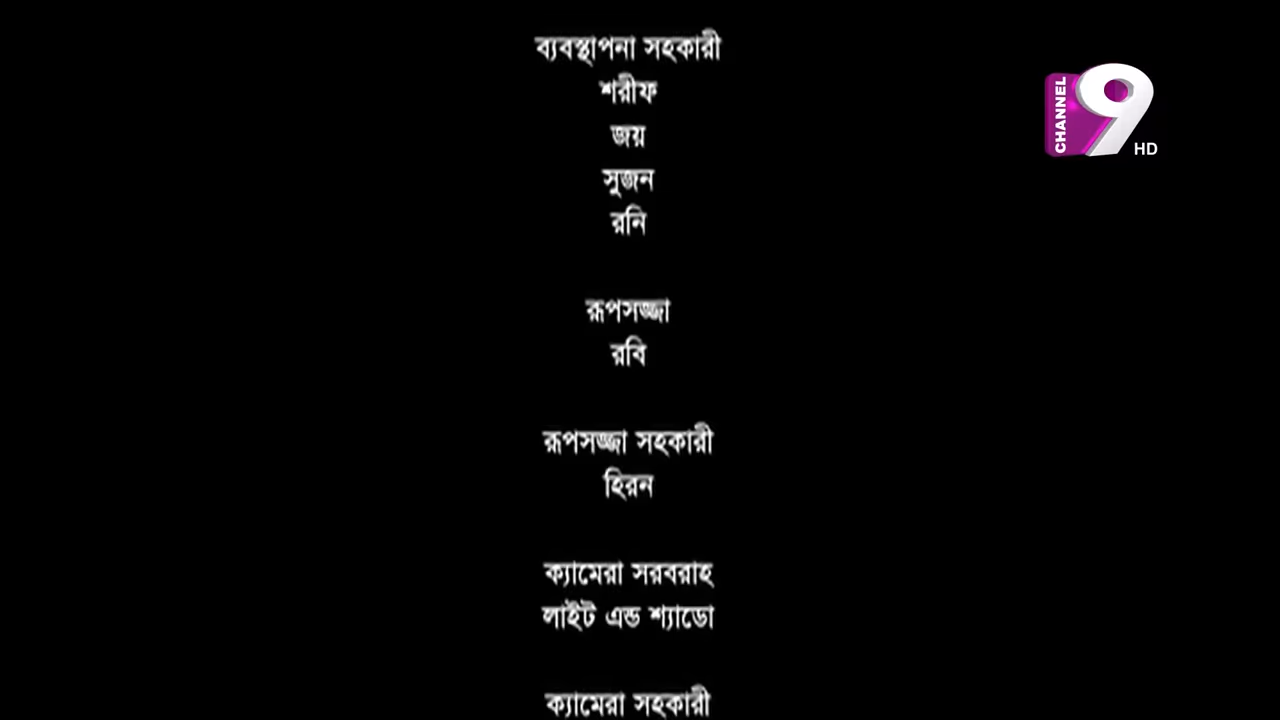 ব্যবস্থাপনা সহকারী
শরীফ
জয়
সুজন
রনি
রূপসজ্জা
রবি
রূপসজ্জা সহকারী
হিরন
ক্যামেরা সরবরাহ
লাইট এন্ড শ্যাডো
ক্যামেরা সহকারী
CHANNEL 9 HD